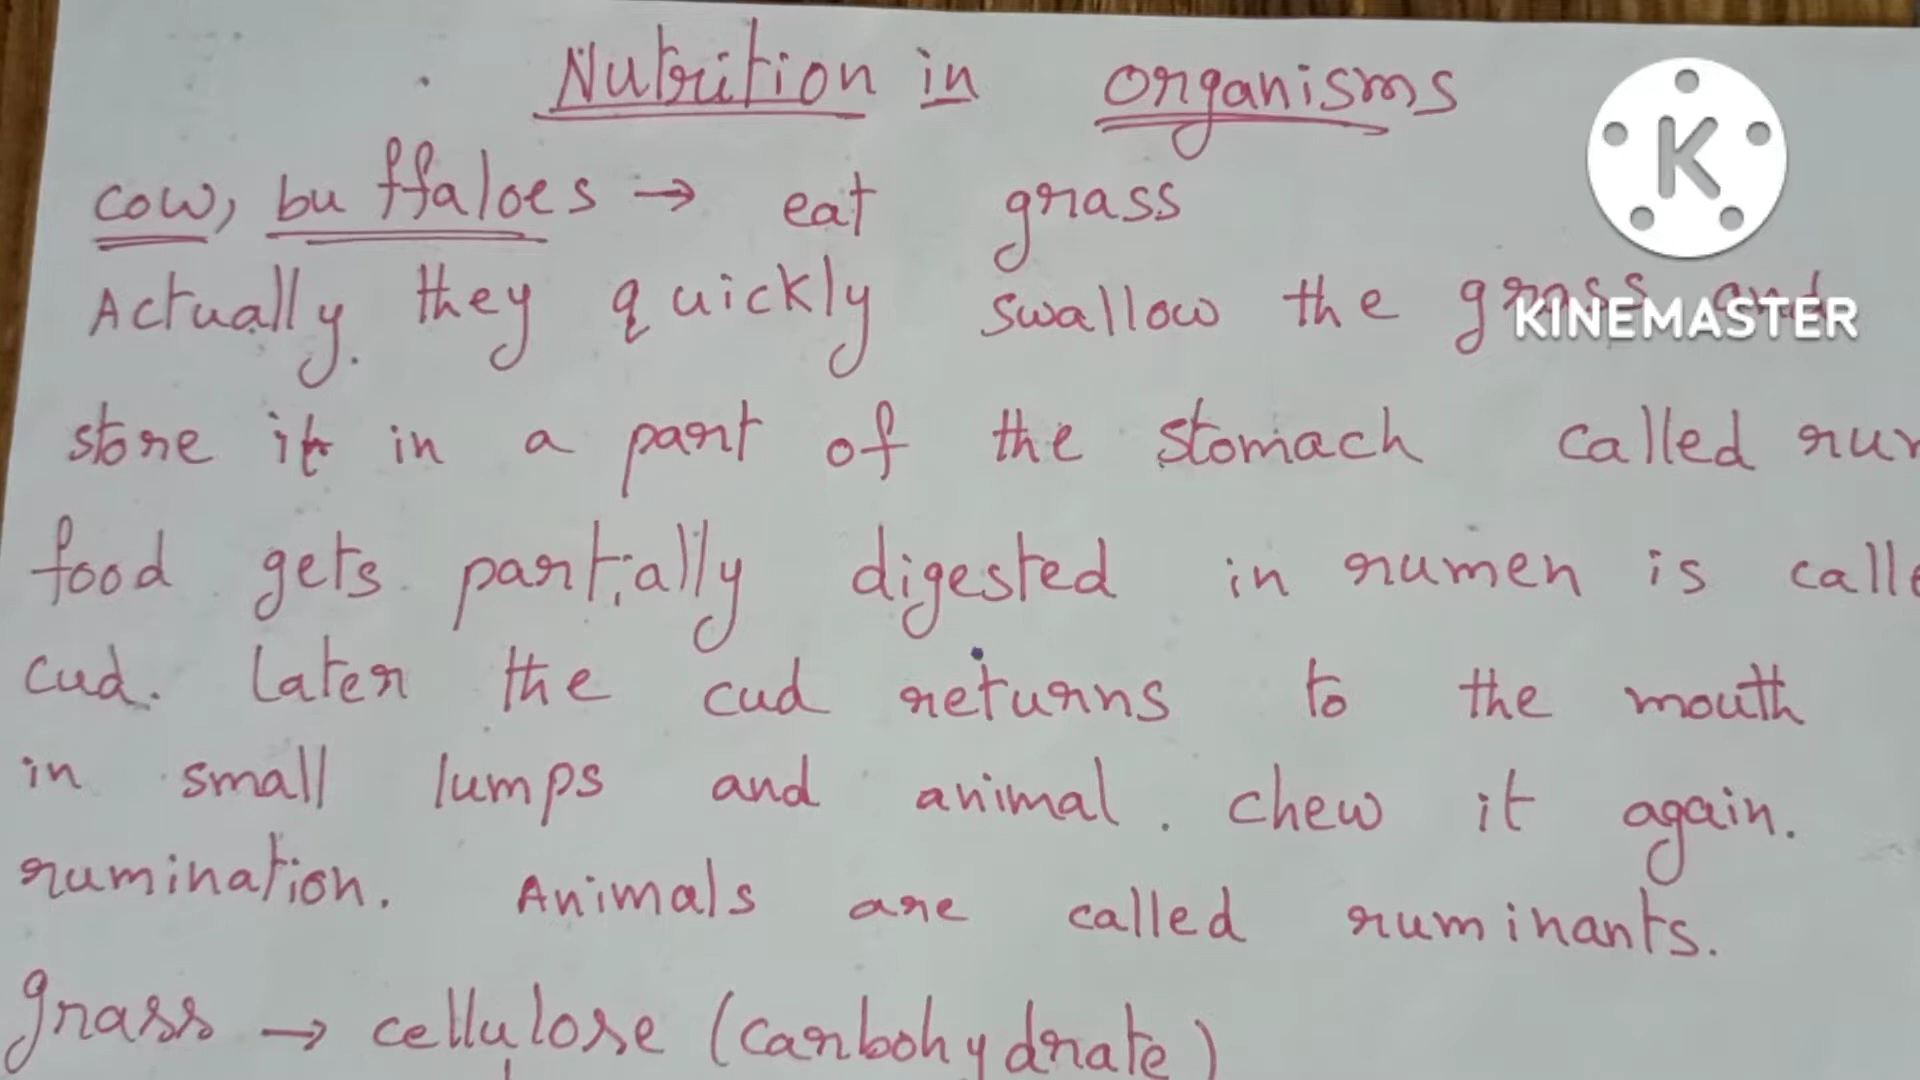 Nutrition in organisms
cow, buffaloes → eat grass
K
Actually they quickly swallow the grass and
KINEMASTER
store it in a part of the stomach called
food gets partially digested in rumen is
cud. Later the cud returns to the mouth
in small lumps and animal. chew it again.
rumination. Animals are called ruminants.
grass → cellulose (carbohydrate)